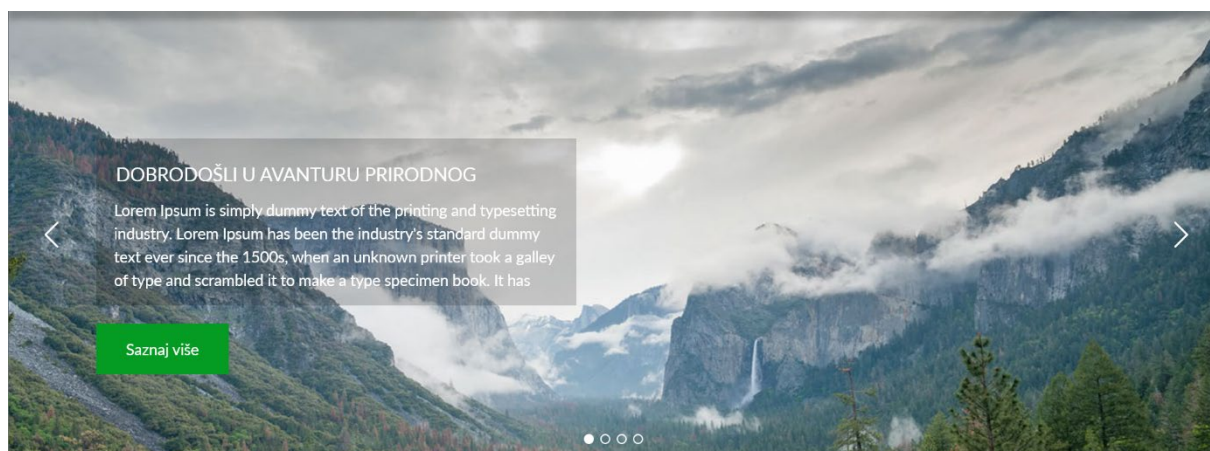 DOBRODOŠLI U AVANTURU PRIRODNOG
Lorem Ipsum is simply dummy text of the printing and typesetting
industry. Lorem Ipsum has been the industry's standard dummy
text ever since the 1500s, when an unknown printer took a galley
of type and scrambled it to make a type specimen book. It has
Saznaj više